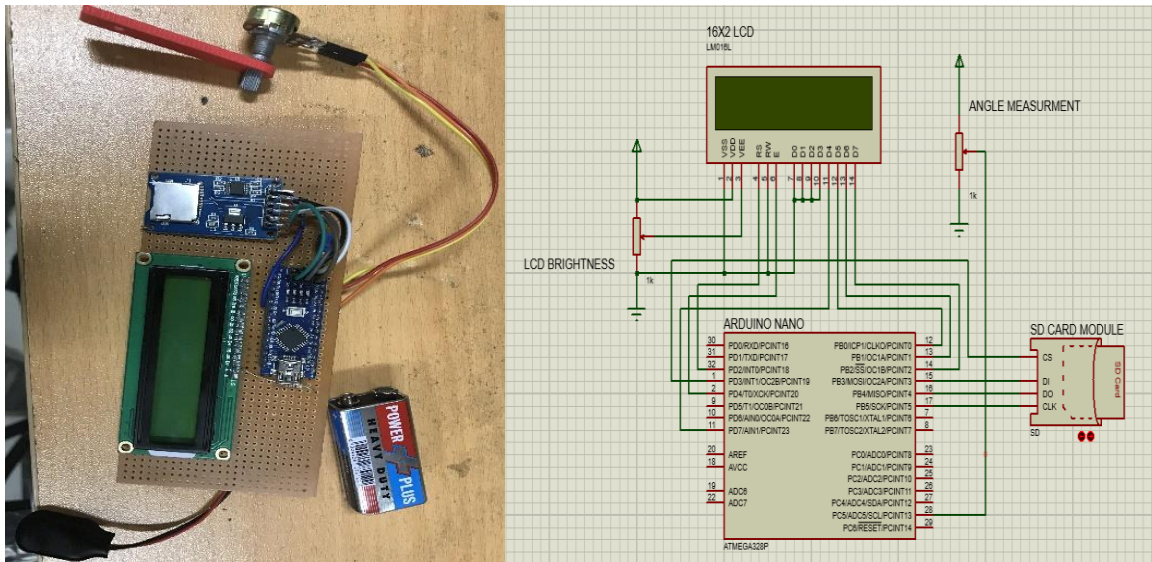 POWER
PLUS
HEAVY DUTY
16X2 LCD
LM016L
VSS
VDD
VEE
RS
RW
E
D0
D1
D2
D3
D4
D5
D6
D7
1
2
3
4
5
6
7
8
9
10
11
12
13
14
ANGLE MEASURMENT
1k
LCD BRIGHTNESS
1k
ARDUINO NANO
30 PD0/RXD/PCINT16
31 PD1/TXD/PCINT17
32 PD2/INT0/PCINT18
1 PD3/INT1/OC2B/PCINT19
2 PD4/T0/XCK/PCINT20
9 PD5/T1/OC0B/PCINT21
10 PD6/AIN0/OC0A/PCINT22
11 PD7/AIN1/PCINT23
20 AREF
18 AVCC
19 ADC6
22 ADC7
PB0/ICP1/CLKO/PCINT0 12
PB1/OC1A/PCINT1 13
PB2/SS/OC1B/PCINT2 14
PB3/MOSI/OC2A/PCINT3 15
PB4/MISO/PCINT4 16
PB5/SCK/PCINT5 17
PB6/TOSC1/XTAL1/PCINT6 7
PB7/TOSC2/XTAL2/PCINT7 8
PC0/ADC0/PCINT8 23
PC1/ADC1/PCINT9 24
PC2/ADC2/PCINT10 25
PC3/ADC3/PCINT11 26
PC4/ADC4/SDA/PCINT12 27
PC5/ADC5/SCL/PCINT13 28
PC6/RESET/PCINT14 29
ATMEGA328P
SD CARD MODULE
CS
DI
DO
CLK
SD Card
SD